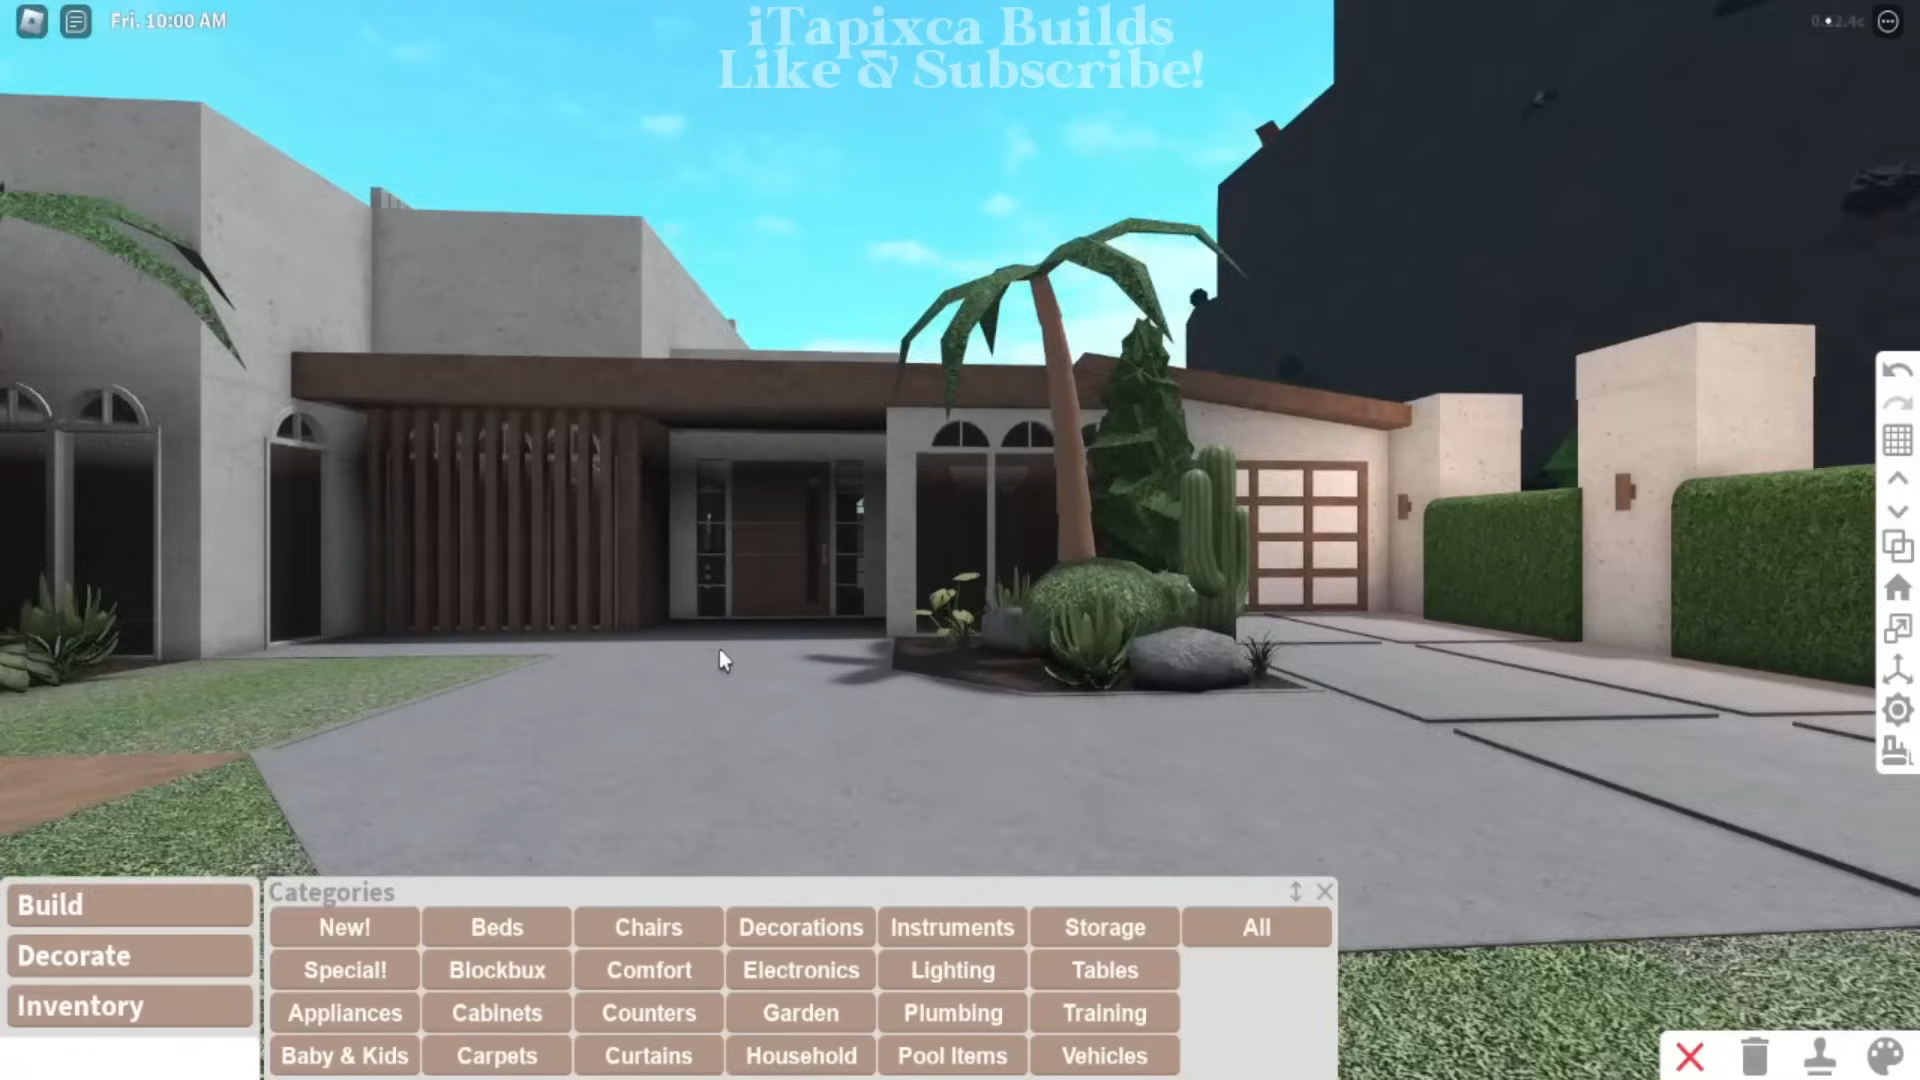 Fri. 10:00 AM
iTapixca Builds
Like & Subscribe!
Build
Decorate
Inventory
Categories
New! Beds Chairs Decorations Instruments Storage All
Special! Blockbux Comfort Electronics Lighting Tables
Appliances Cabinets Counters Garden Plumbing Training
Baby & Kids Carpets Curtains Household Pool Items Vehicles